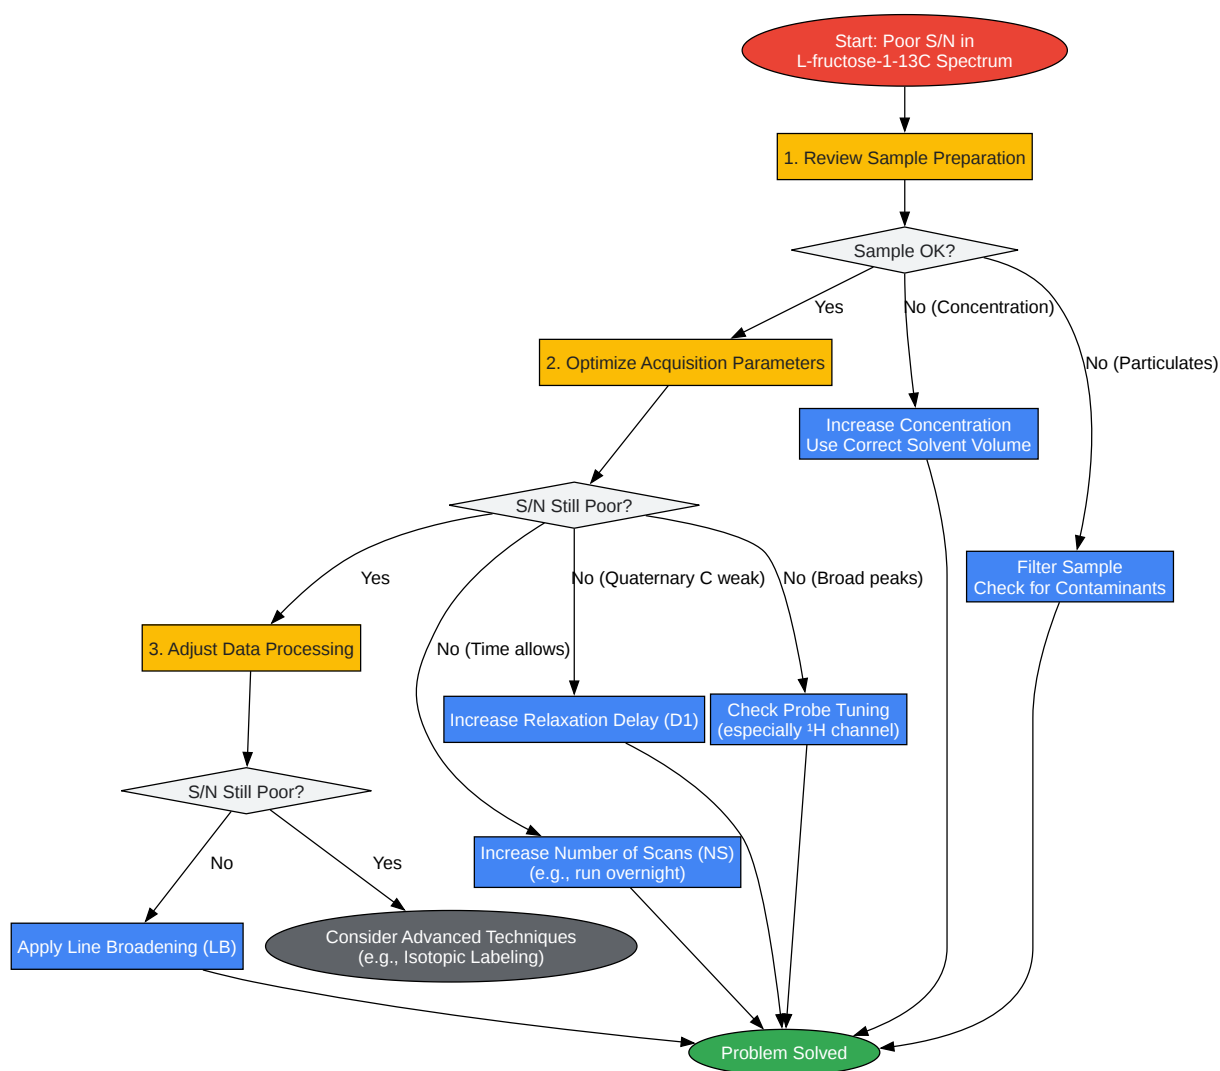 Start: Poor S/N in
L-fructose-1-13C Spectrum
1. Review Sample Preparation
Sample OK?
Yes
No (Concentration)
No (Particulates)
2. Optimize Acquisition Parameters
Increase Concentration
Use Correct Solvent Volume
S/N Still Poor?
Filter Sample
Check for Contaminants
Yes
No (Quaternary C weak)
No (Broad peaks)
3. Adjust Data Processing
No (Time allows)
Increase Relaxation Delay (D1)
Check Probe Tuning
(especially ¹H channel)
S/N Still Poor?
No
Yes
Increase Number of Scans (NS)
(e.g., run overnight)
Apply Line Broadening (LB)
Consider Advanced Techniques
(e.g., Isotopic Labeling)
Problem Solved